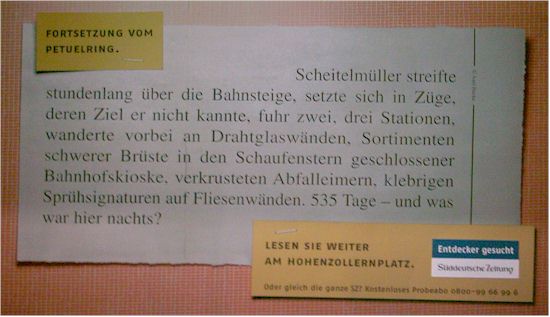 FORTSETZUNG VOM
PETUELRING.
Scheitelmüller streifte
stundenlang über die Bahnsteige, setzte sich in Züge,
deren Ziel er nicht kannte, fuhr zwei, drei Stationen,
wanderte vorbei an Drahtglaswänden, Sortimenten
schwerer Brüste in den Schaufenstern geschlossener
Bahnhofskioske, verkrusteten Abfalleimern, klebrigen
Sprühsignaturen auf Fliesenwänden. 535 Tage – und was
war hier nachts?
LESEN SIE WEITER
AM HOHENZOLLERNPLATZ.
Entdecker gesucht
Süddeutsche Zeitung
Oder gleich die ganze SZ? Kostenloses Probeabo 0800–99 66 99 6